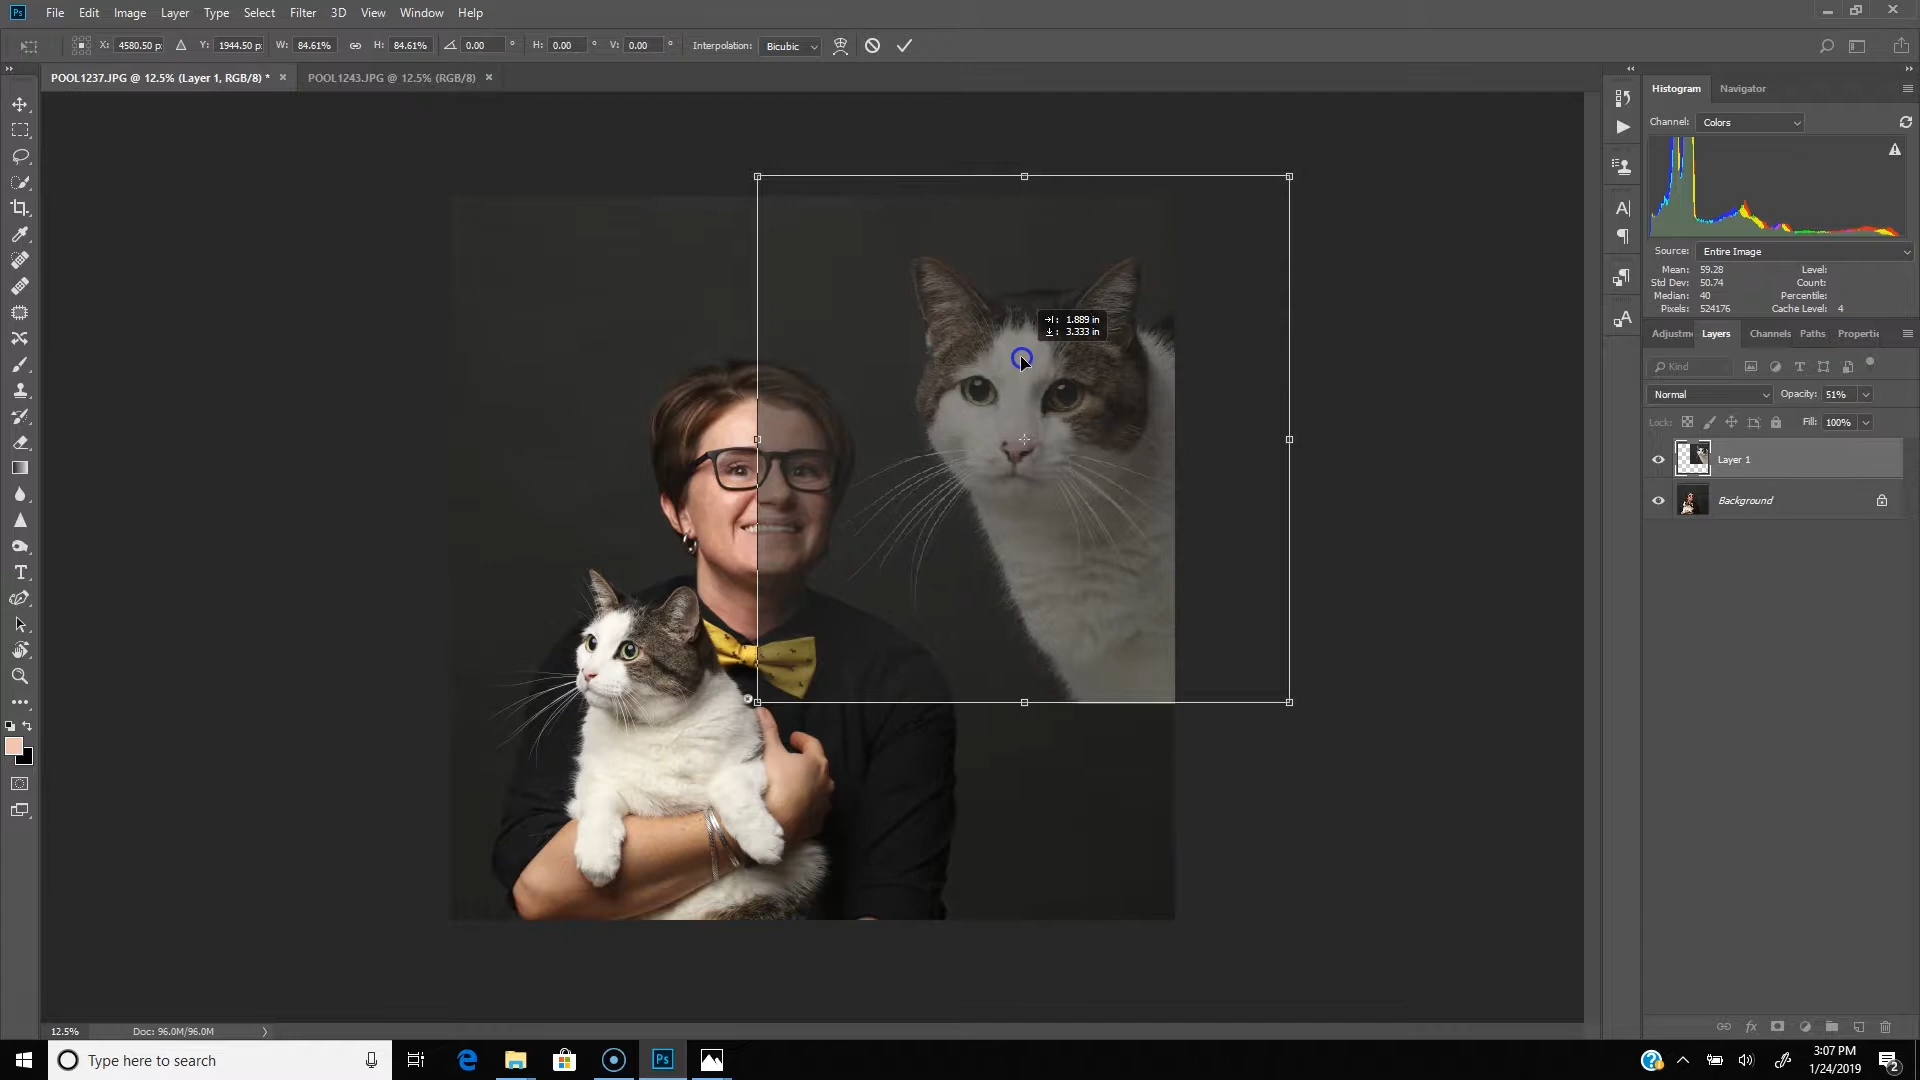 Ps File Edit Image Layer Type Select Filter 3D View Window Help
X: 4580.50 p: Y: 1944.50 p: W: 84.61% H: 84.61% 0.00 ° H: 0.00 ° V: 0.00 ° Interpolation: Bicubic
POOL1237.JPG @ 12.5% (Layer 1, RGB/8) * × POOL1243.JPG @ 12.5% (RGB/8) ×
Histogram Navigator
Channel: Colors
Source: Entire Image
Mean: 59.28 Level:
Std Dev: 50.74 Count:
Median: 40 Percentile:
Pixels: 524176 Cache Level: 4
Adjustm Layers Channels Paths Properti
Kind
Normal Opacity: 51%
Lock: Fill: 100%
Layer 1
Background
1.889 in
3.333 in
12.5% Doc: 96.0M/96.0M
Type here to search
Ps
3:07 PM
1/24/2019
2